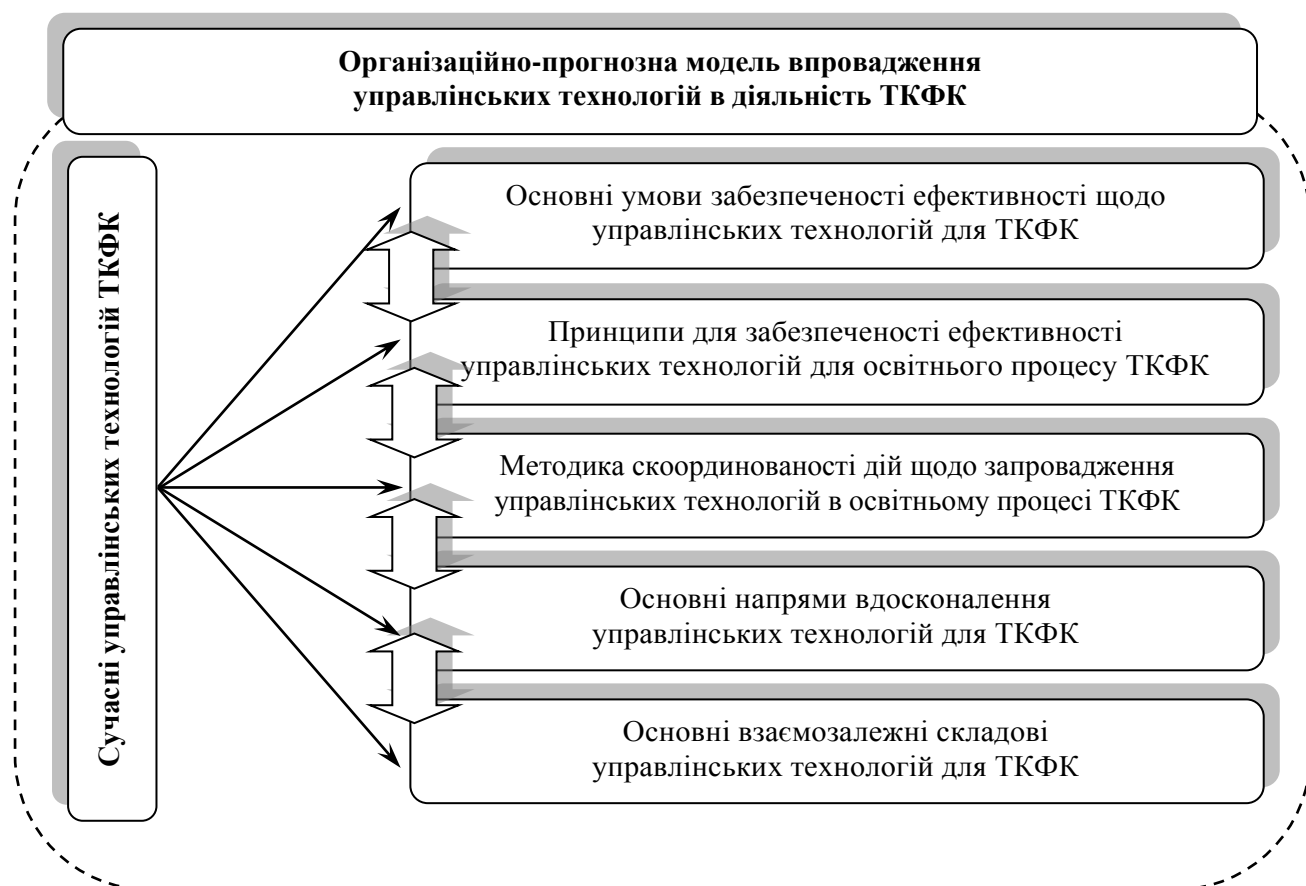 Організаційно-прогнозна модель впровадження
управлінських технологій в діяльність ТКФК
Сучасні управлінських технологій ТКФК
Основні умови забезпеченості ефективності щодо
управлінських технологій для ТКФК
Принципи для забезпеченості ефективності
управлінських технологій для освітнього процесу ТКФК
Методика скоординованості дій щодо запровадження
управлінських технологій в освітньому процесі ТКФК
Основні напрями вдосконалення
управлінських технологій для ТКФК
Основні взаємозалежні складові
управлінських технологій для ТКФК